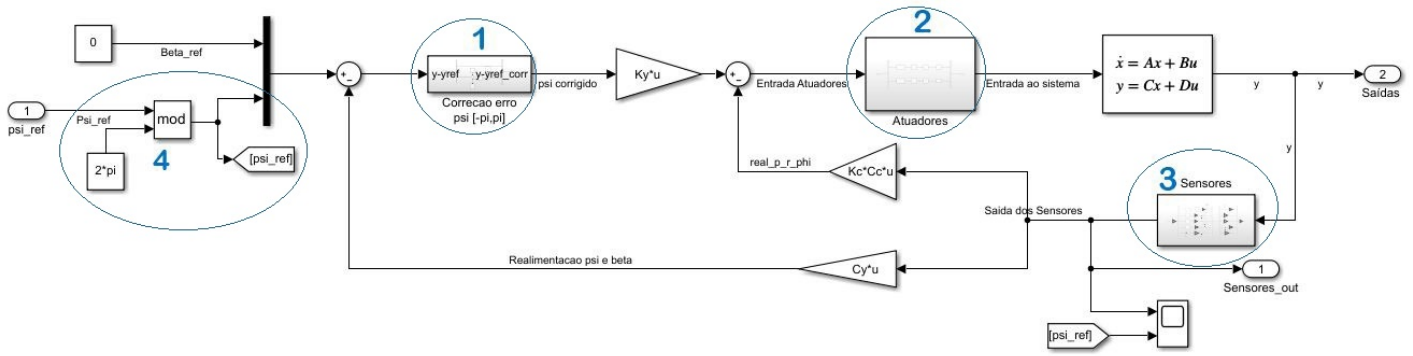 0
Beta_ref
1
psi_ref
Psi_ref
mod
2*pi
4
[psi_ref]
+
-
1
y-yref
y-yref_corr
Correcao erro
psi [-pi,pi]
psi corrigido
Ky*u
+
-
Entrada Atuadores
2
Atuadores
Entrada ao sistema
ẋ = Ax + Bu
y = Cx + Du
y
y
2
Saídas
y
3
Sensores
real_p_r_phi
Kc*Cc*u
Saida dos Sensores
Realimentacao psi e beta
Cy*u
1
Sensores_out
[psi_ref]